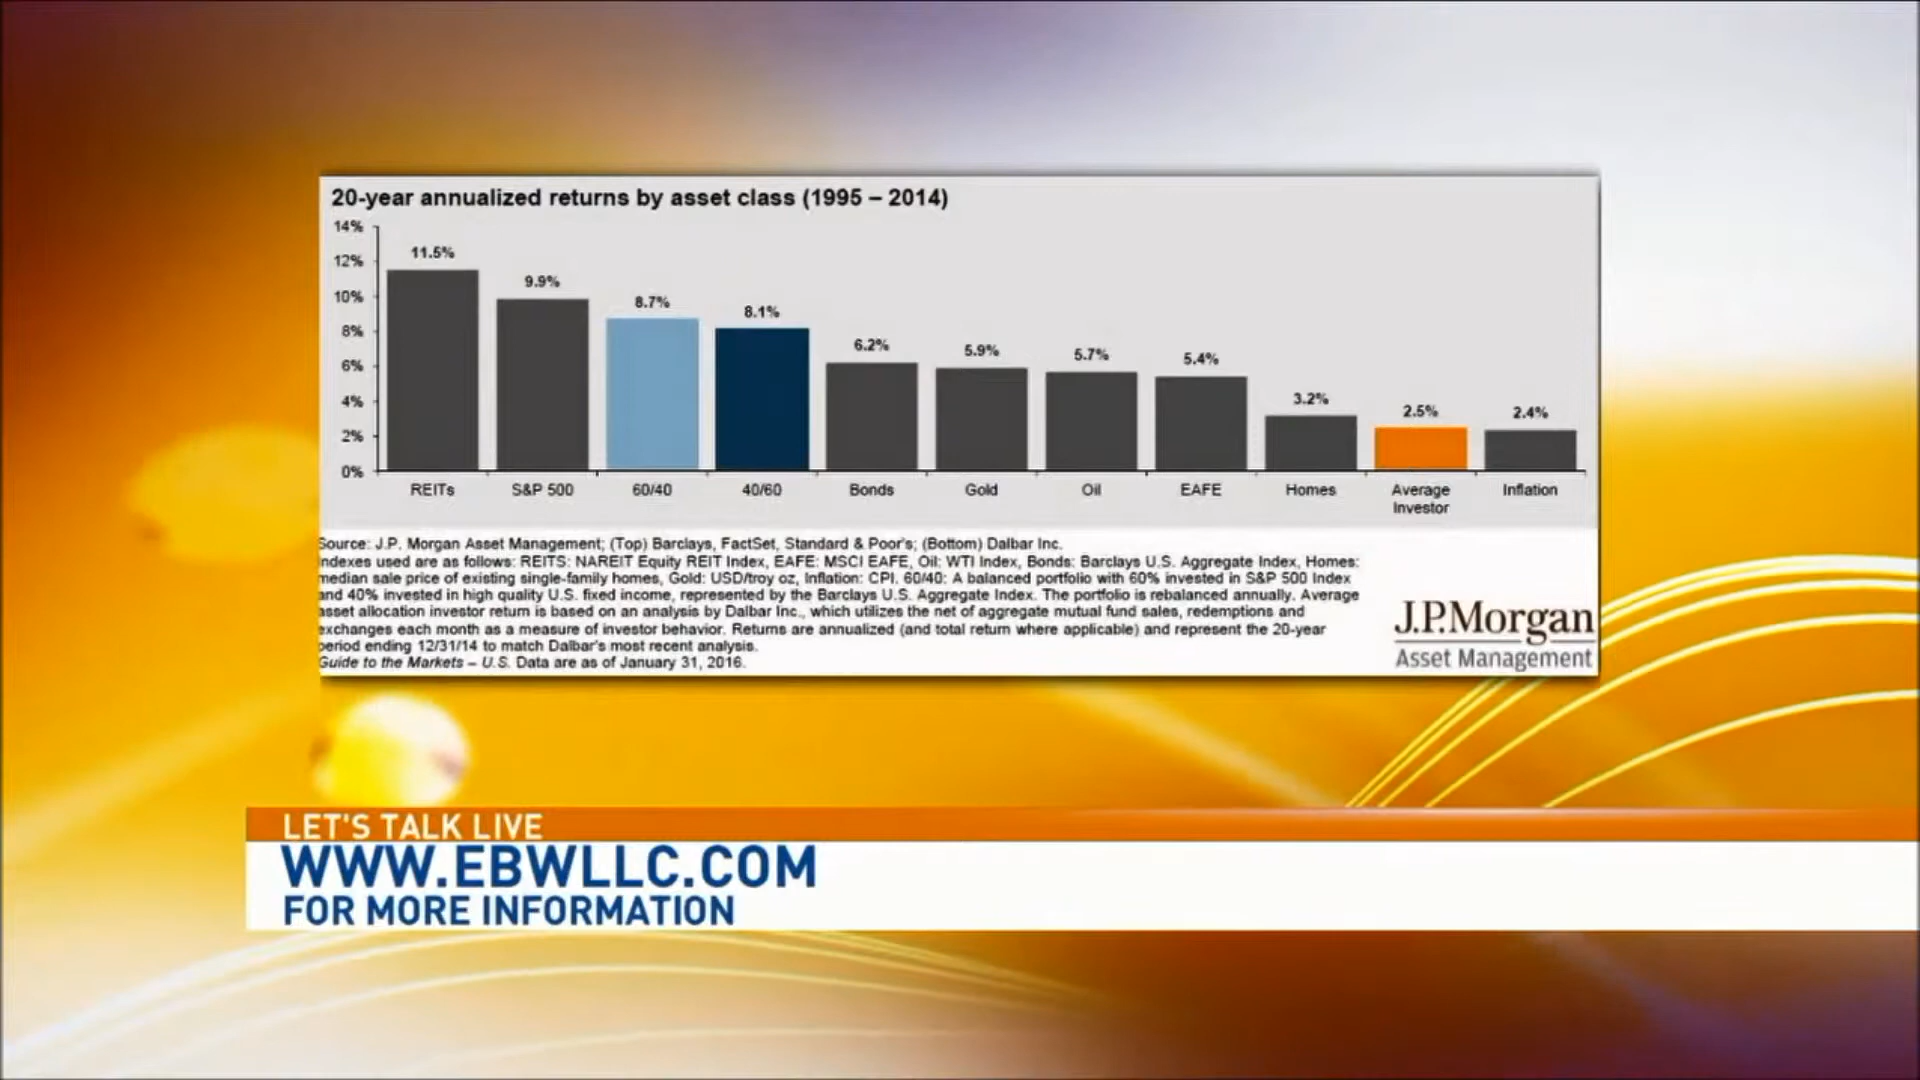 20-year annualized returns by asset class (1995 – 2014)
14%
12%
10%
8%
6%
4%
2%
0%
11.5%
9.9%
8.7%
8.1%
6.2%
5.9%
5.7%
5.4%
3.2%
2.5%
2.4%
REITs S&P 500 60/40 40/60 Bonds Gold Oil EAFE Homes Average Inflation
Investor
Source: J.P. Morgan Asset Management; (Top) Barclays, FactSet, Standard & Poor's; (Bottom) Dalbar Inc.
Indexes used are as follows: REITS: NAREIT Equity REIT Index, EAFE: MSCI EAFE, Oil: WTI Index, Bonds: Barclays U.S. Aggregate Index, Homes:
median sale price of existing single-family homes, Gold: USD/troy oz, Inflation: CPI. 60/40: A balanced portfolio with 60% invested in S&P 500 Index
and 40% invested in high quality U.S. fixed income, represented by the Barclays U.S. Aggregate Index. The portfolio is rebalanced annually. Average
asset allocation investor return is based on an analysis by Dalbar Inc., which utilizes the net of aggregate mutual fund sales, redemptions and
exchanges each month as a measure of investor behavior. Returns are annualized (and total return where applicable) and represent the 20-year
period ending 12/31/14 to match Dalbar's most recent analysis.
Guide to the Markets – U.S. Data are as of January 31, 2016.
J.P.Morgan
Asset Management
LET'S TALK LIVE
WWW.EBWLLC.COM
FOR MORE INFORMATION